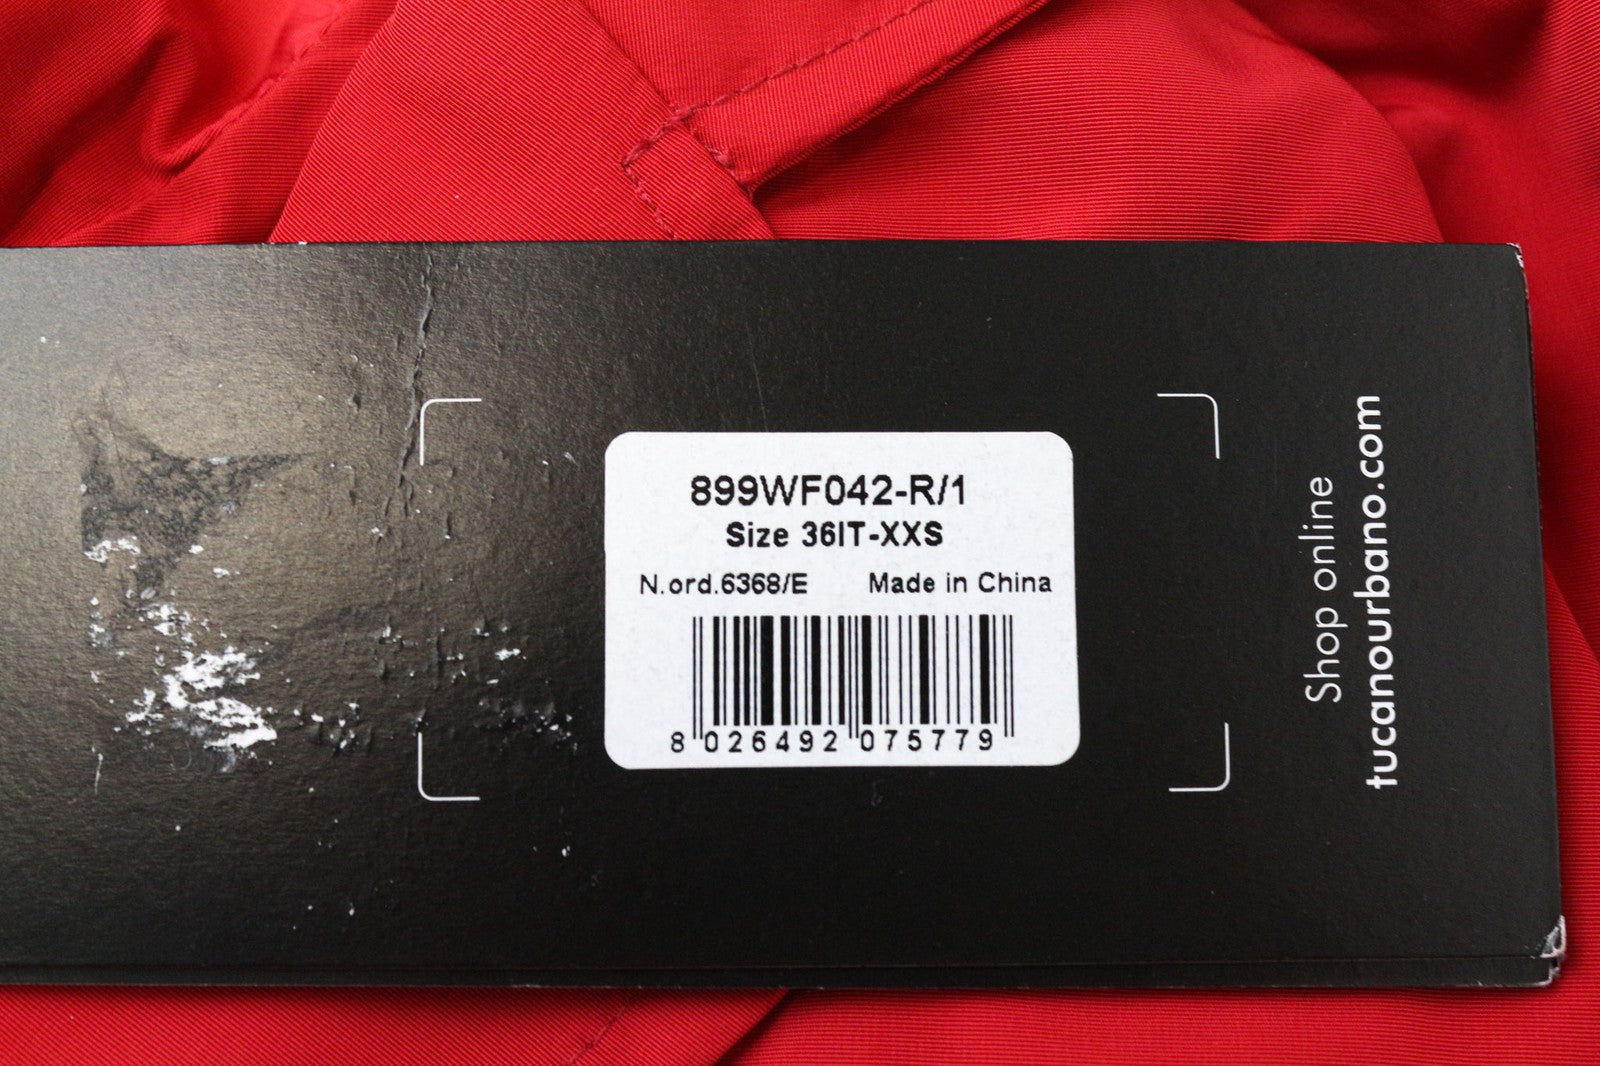 899WF042-R/1
Size 36IT-XXS
N.ord.6368/E Made in China
8 026492 075779
Shop online
tucanourbano.com